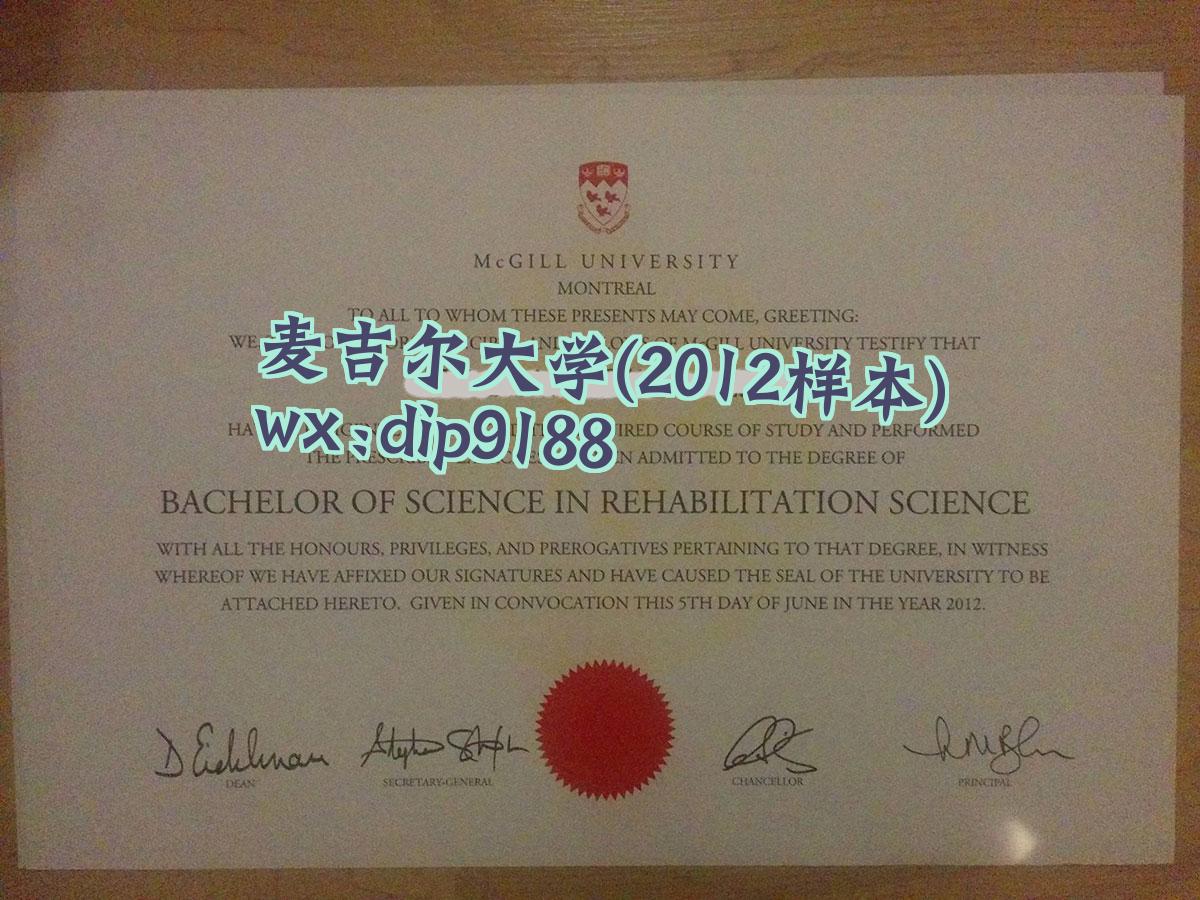 McGILL UNIVERSITY
MONTREAL
TO ALL TO WHOM THESE PRESENTS MAY COME, GREETING:
WE OF McGILL UNIVERSITY TESTIFY THAT
麦吉尔大学(2012样本)
HA COURSE OF STUDY AND PERFORMED
wx:dip9188
THE ADMITTED TO THE DEGREE OF
BACHELOR OF SCIENCE IN REHABILITATION SCIENCE
WITH ALL THE HONOURS, PRIVILEGES, AND PREROGATIVES PERTAINING TO THAT DEGREE, IN WITNESS
WHEREOF WE HAVE AFFIXED OUR SIGNATURES AND HAVE CAUSED THE SEAL OF THE UNIVERSITY TO BE
ATTACHED HERETO. GIVEN IN CONVOCATION THIS 5TH DAY OF JUNE IN THE YEAR 2012.
DEAN
SECRETARY-GENERAL
CHANCELLOR
PRINCIPAL